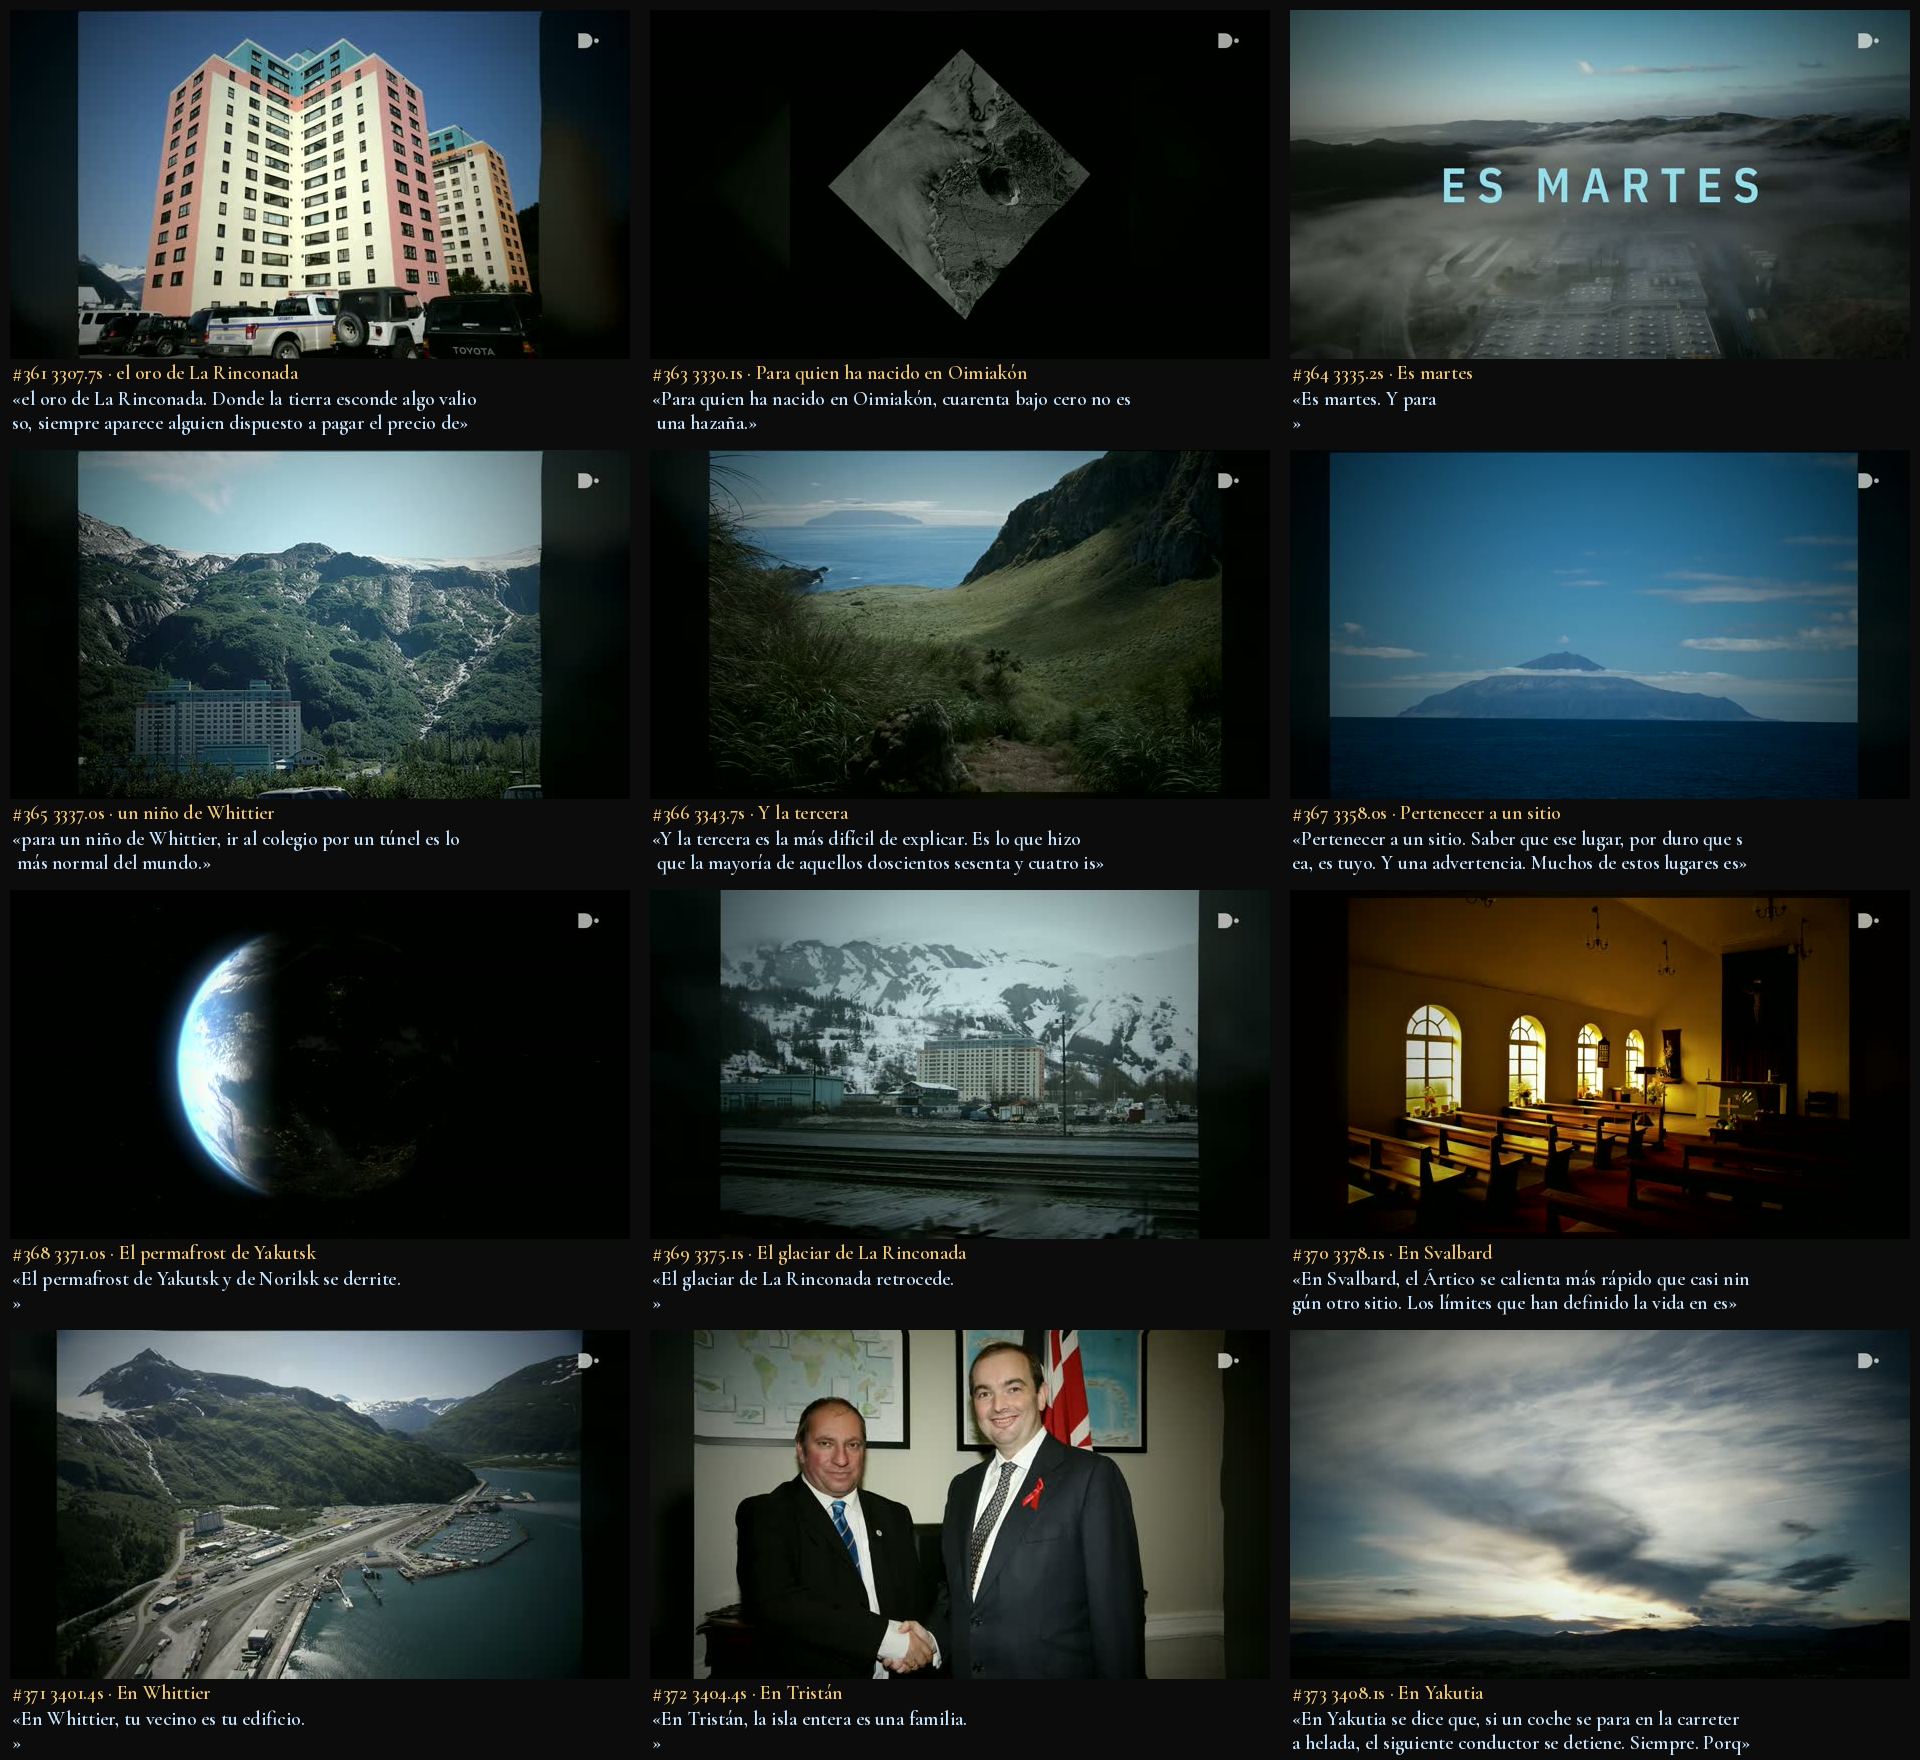 TOYOTA
#361 3307.7s · el oro de La Rinconada
«el oro de La Rinconada. Donde la tierra esconde algo valio
so, siempre aparece alguien dispuesto a pagar el precio de»
#363 3330.1s · Para quien ha nacido en Oimiakón
«Para quien ha nacido en Oimiakón, cuarenta bajo cero no es
una hazaña.»
ES MARTES
#364 3335.2s · Es martes
«Es martes. Y para
»
#365 3337.0s · un niño de Whittier
«para un niño de Whittier, ir al colegio por un túnel es lo
más normal del mundo.»
#366 3343.7s · Y la tercera
«Y la tercera es la más difícil de explicar. Es lo que hizo
que la mayoría de aquellos doscientos sesenta y cuatro is»
#367 3358.0s · Pertenecer a un sitio
«Pertenecer a un sitio. Saber que ese lugar, por duro que s
ea, es tuyo. Y una advertencia. Muchos de estos lugares es»
#368 3371.0s · El permafrost de Yakutsk
«El permafrost de Yakutsk y de Norilsk se derrite.
»
#369 3375.1s · El glaciar de La Rinconada
«El glaciar de La Rinconada retrocede.
»
#370 3378.1s · En Svalbard
«En Svalbard, el Ártico se calienta más rápido que casi nin
gún otro sitio. Los límites que han definido la vida en es»
#371 3401.4s · En Whittier
«En Whittier, tu vecino es tu edificio.
»
#372 3404.4s · En Tristán
«En Tristán, la isla entera es una familia.
»
#373 3408.1s · En Yakutia
«En Yakutia se dice que, si un coche se para en la carreter
a helada, el siguiente conductor se detiene. Siempre. Porq»